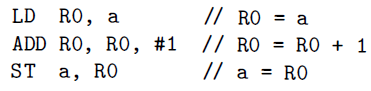 LD R0, a // R0 = a
ADD R0, R0, #1 // R0 = R0 + 1
ST a, R0 // a = R0